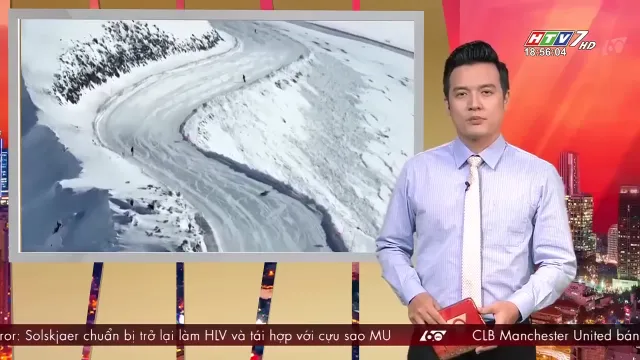 HTV7 HD
18:56:04
ror: Solskjaer chuẩn bị trở lại làm HLV và tái hợp với cựu sao MU 60 CLB Manchester United bán